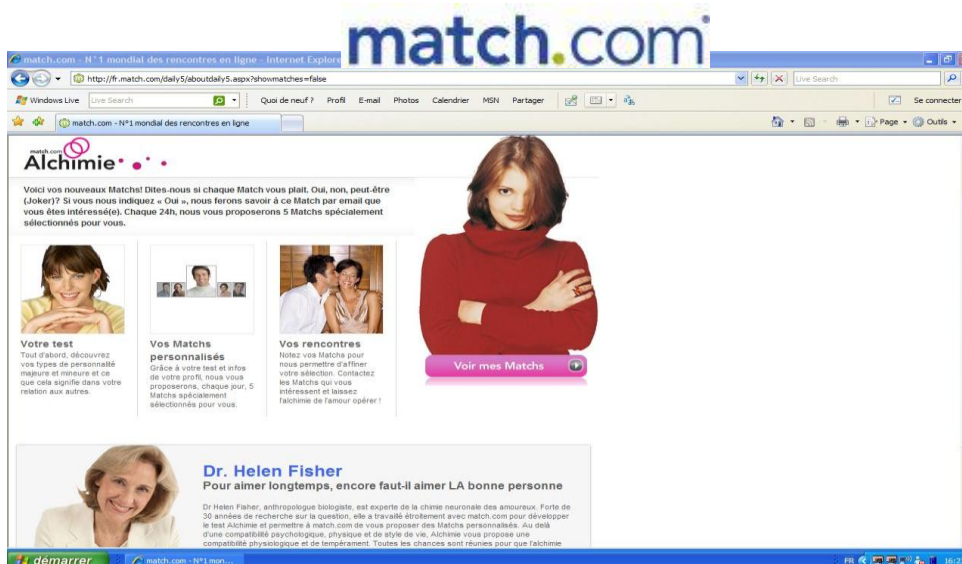 match.com
match.com - N°1 mondial des rencontres en ligne - Internet Explore
http://fr.match.com/daily5/aboutdaily5.aspx?showmatches=false
Live Search
Windows Live
Live Search
Quoi de neuf ?
Profil
E-mail
Photos
Calendrier
MSN
Partager
Se connecter
match.com - N°1 mondial des rencontres en ligne
Page
Outils
match.com
Alchimie
Voici vos nouveaux Matchs! Dites-nous si chaque Match vous plait. Oui, non, peut-être
(Joker)? Si vous nous indiquez « Oui », nous ferons savoir à ce Match par email que
vous êtes intéressé(e). Chaque 24h, nous vous proposerons 5 Matchs spécialement
sélectionnés pour vous.
Votre test
Tout d'abord, découvrez
vos types de personnalité
majeure et mineure et ce
que cela signifie dans votre
relation aux autres.
Vos Matchs
personnalisés
Grâce à votre test et infos
de votre profil, nous vous
proposerons, chaque jour, 5
Matchs spécialement
sélectionnés pour vous.
Vos rencontres
Notez vos Matchs pour
nous permettre d'affiner
votre sélection. Contactez
les Matchs qui vous
intéressent et laissez
l'alchimie de l'amour opérer !
Voir mes Matchs
Dr. Helen Fisher
Pour aimer longtemps, encore faut-il aimer LA bonne personne
Dr Helen Fisher, anthropologue biologiste, est experte de la chimie neuronale des amoureux. Forte de
30 années de recherche sur la question, elle a travaillé étroitement avec match.com pour développer
le test Alchimie et permettre à match.com de vous proposer des Matchs personnalisés. Au delà
d'une compatibilité psychologique, physique et de style de vie, Alchimie vous propose une
compatibilité physiologique et de tempérament. Toutes les chances sont réunies pour que l'alchimie
démarrer
match.com - N°1 mon...
FR